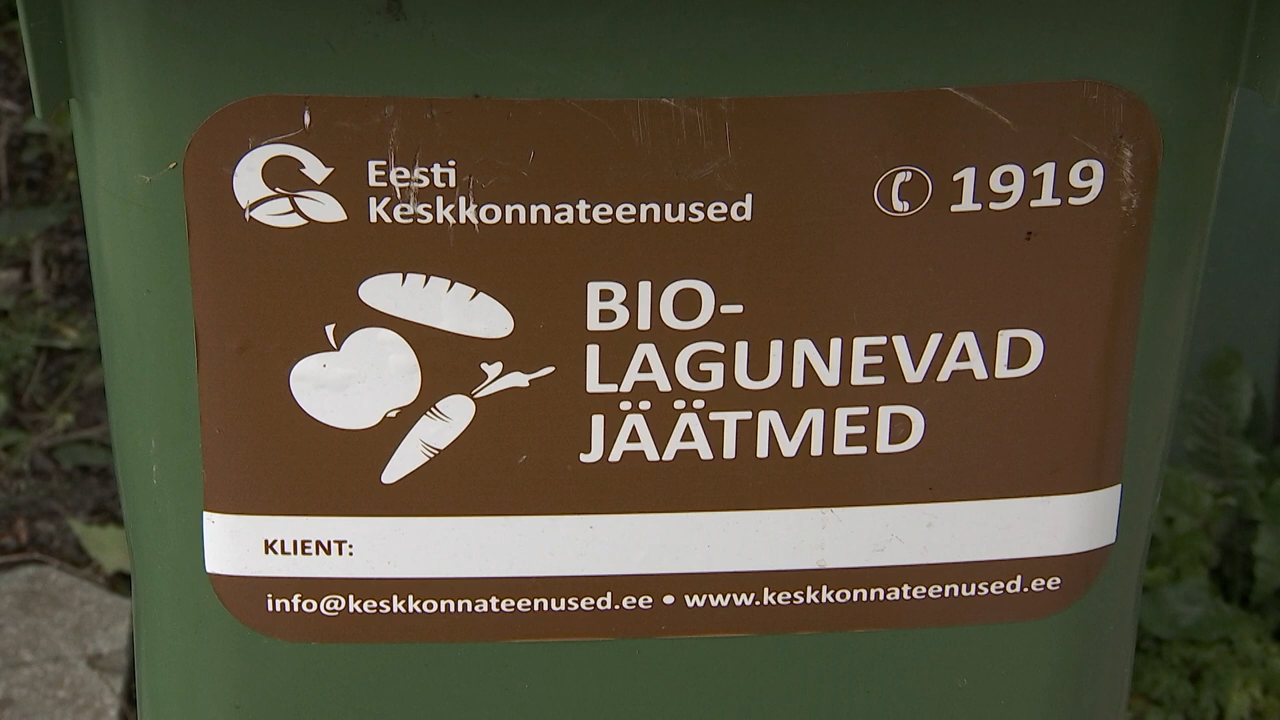 Eesti
Keskkonnateenused
1919
BIO-
LAGUNEVAD
JÄÄTMED
KLIENT:
info@keskkonnateenused.ee • www.keskkonnateenused.ee